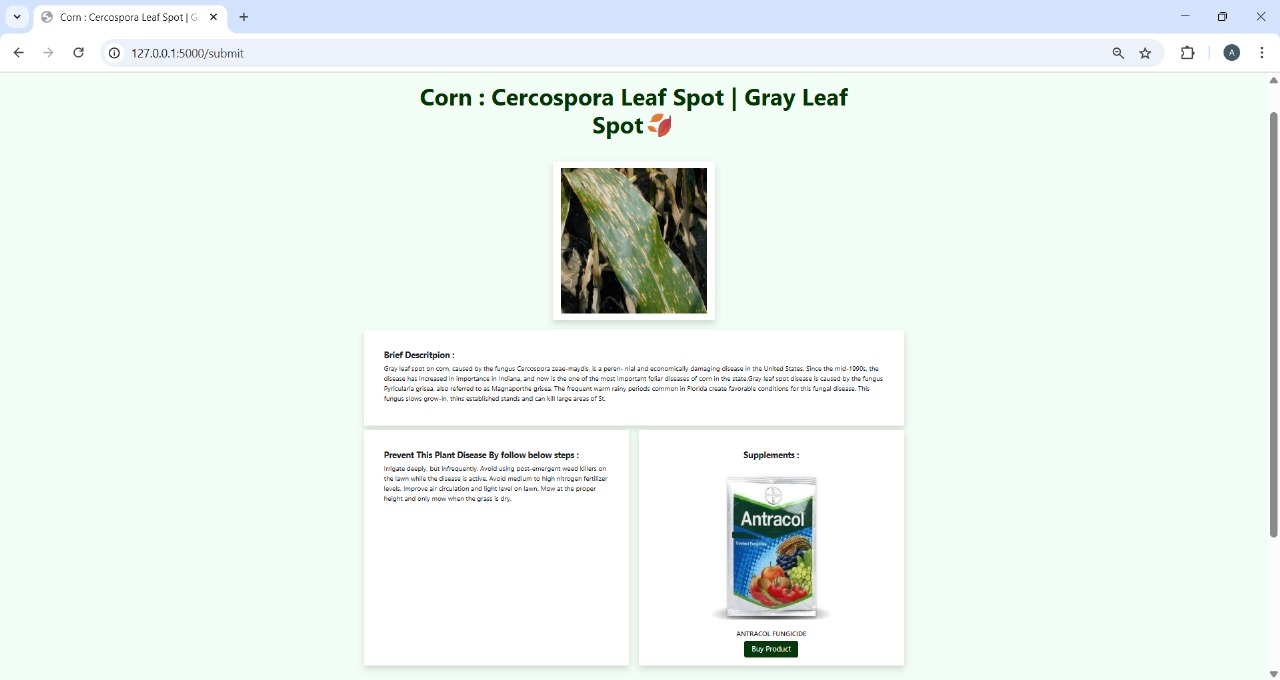 Corn : Cercospora Leaf Spot | G
127.0.0.1:5000/submit
A
Corn : Cercospora Leaf Spot | Gray Leaf
Spot
Brief Descritpion :
Gray leaf spot on corn, caused by the fungus Cercospora zeae-maydis, is a peren- nial and economically damaging disease in the United States. Since the mid-1990s, the
disease has increased in importance in Indiana, and now is the one of the most important foliar diseases of corn in the state.Gray leaf spot disease is caused by the fungus
Pyricularia grisea, also referred to as Magnaporthe grisea. The frequent warm rainy periods common in Florida create favorable conditions for this fungal disease. This
fungus slows grow-in, thins established stands and can kill large areas of St.
Prevent This Plant Disease By follow below steps :
Irrigate deeply, but infrequently. Avoid using post-emergent weed killers on
the lawn while the disease is active. Avoid medium to high nitrogen fertilizer
levels. Improve air circulation and light level on lawn. Mow at the proper
height and only mow when the grass is dry.
Supplements :
Antracol
ANTRACOL FUNGICIDE
Buy Product